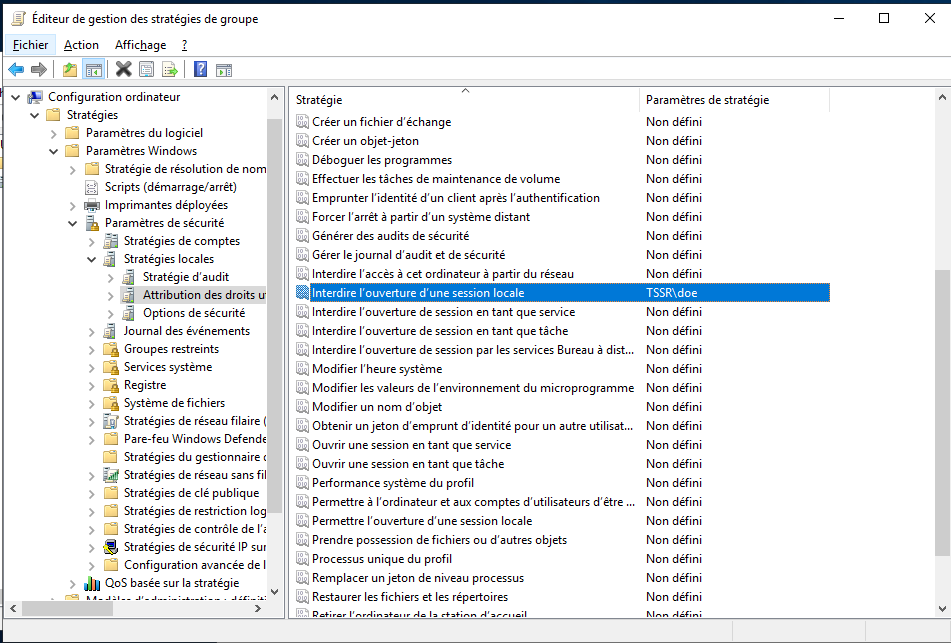 Éditeur de gestion des stratégies de groupe
Fichier Action Affichage ?
Configuration ordinateur
Stratégies
Paramètres du logiciel
Paramètres Windows
Stratégie de résolution de nom
Scripts (démarrage/arrêt)
Imprimantes déployées
Paramètres de sécurité
Stratégies de comptes
Stratégies locales
Stratégie d'audit
Attribution des droits u
Options de sécurité
Journal des événements
Groupes restreints
Services système
Registre
Système de fichiers
Stratégies de réseau filaire (
Pare-feu Windows Defende
Stratégies du gestionnaire
Stratégies de réseau sans fil
Stratégies de clé publique
Stratégies de restriction log
Stratégies de contrôle de l'a
Stratégies de sécurité IP sur
Configuration avancée de l
QoS basée sur la stratégie
Modèles d'administration : définiti
Stratégie Paramètres de stratégie
Créer un fichier d'échange Non défini
Créer un objet-jeton Non défini
Déboguer les programmes Non défini
Effectuer les tâches de maintenance de volume Non défini
Emprunter l'identité d'un client après l'authentification Non défini
Forcer l'arrêt à partir d'un système distant Non défini
Générer des audits de sécurité Non défini
Gérer le journal d'audit et de sécurité Non défini
Interdire l'accès à cet ordinateur à partir du réseau Non défini
Interdire l'ouverture d'une session locale TSSR\doe
Interdire l'ouverture de session en tant que service Non défini
Interdire l'ouverture de session en tant que tâche Non défini
Interdire l'ouverture de session par les services Bureau à dist... Non défini
Modifier l'heure système Non défini
Modifier les valeurs de l'environnement du microprogramme Non défini
Modifier un nom d'objet Non défini
Obtenir un jeton d'emprunt d'identité pour un autre utilisat... Non défini
Ouvrir une session en tant que service Non défini
Ouvrir une session en tant que tâche Non défini
Performance système du profil Non défini
Permettre à l'ordinateur et aux comptes d'utilisateurs d'être ... Non défini
Permettre l'ouverture d'une session locale Non défini
Prendre possession de fichiers ou d'autres objets Non défini
Processus unique du profil Non défini
Remplacer un jeton de niveau processus Non défini
Restaurer les fichiers et les répertoires Non défini
Retirer l'ordinateur de la station d'accueil Non défini